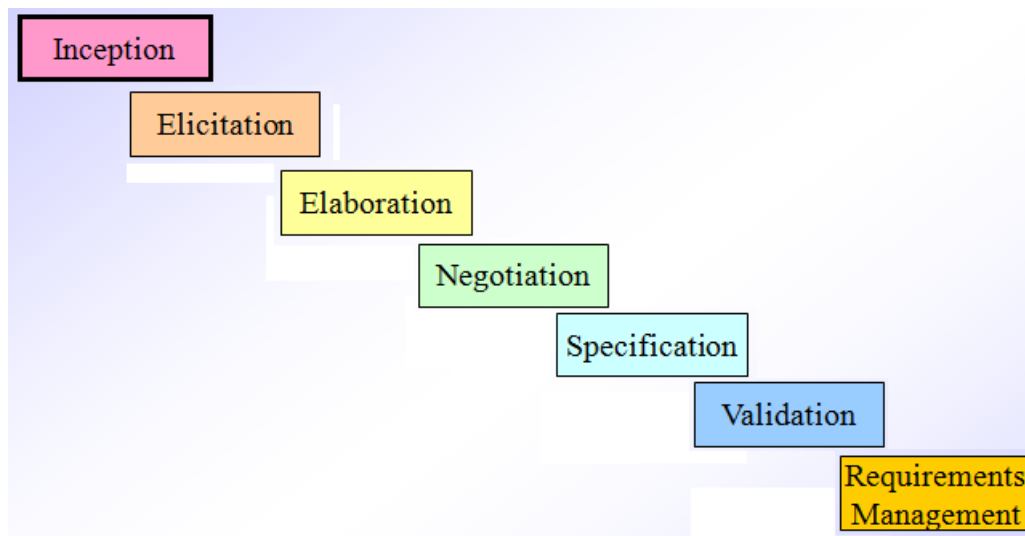 Inception
Elicitation
Elaboration
Negotiation
Specification
Validation
Requirements
Management